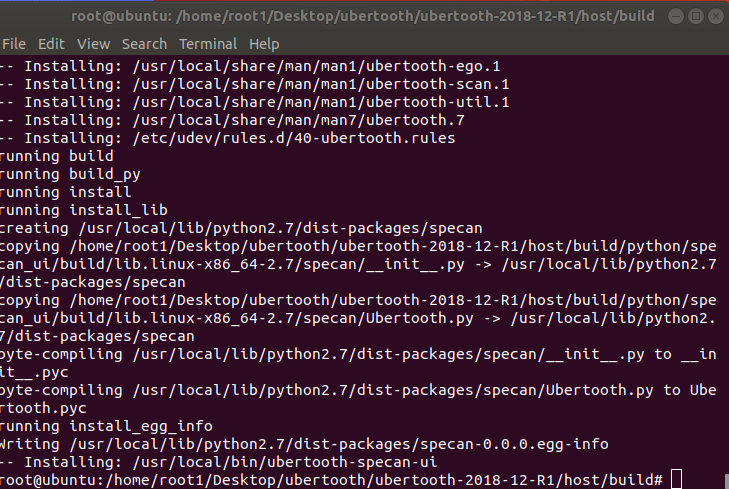 root@ubuntu: /home/root1/Desktop/ubertooth/ubertooth-2018-12-R1/host/build
File Edit View Search Terminal Help
-- Installing: /usr/local/share/man/man1/ubertooth-ego.1
-- Installing: /usr/local/share/man/man1/ubertooth-scan.1
-- Installing: /usr/local/share/man/man1/ubertooth-util.1
-- Installing: /usr/local/share/man/man7/ubertooth.7
-- Installing: /etc/udev/rules.d/40-ubertooth.rules
running build
running build_py
running install
running install_lib
creating /usr/local/lib/python2.7/dist-packages/specan
copying /home/root1/Desktop/ubertooth/ubertooth-2018-12-R1/host/build/python/spe
can_ui/build/lib.linux-x86_64-2.7/specan/__init__.py -> /usr/local/lib/python2.7
/dist-packages/specan
copying /home/root1/Desktop/ubertooth/ubertooth-2018-12-R1/host/build/python/spe
can_ui/build/lib.linux-x86_64-2.7/specan/Ubertooth.py -> /usr/local/lib/python2.
7/dist-packages/specan
byte-compiling /usr/local/lib/python2.7/dist-packages/specan/__init__.py to __in
it__.pyc
byte-compiling /usr/local/lib/python2.7/dist-packages/specan/Ubertooth.py to Ube
rtooth.pyc
running install_egg_info
Writing /usr/local/lib/python2.7/dist-packages/specan-0.0.0.egg-info
-- Installing: /usr/local/bin/ubertooth-specan-ui
root@ubuntu:/home/root1/Desktop/ubertooth/ubertooth-2018-12-R1/host/build#